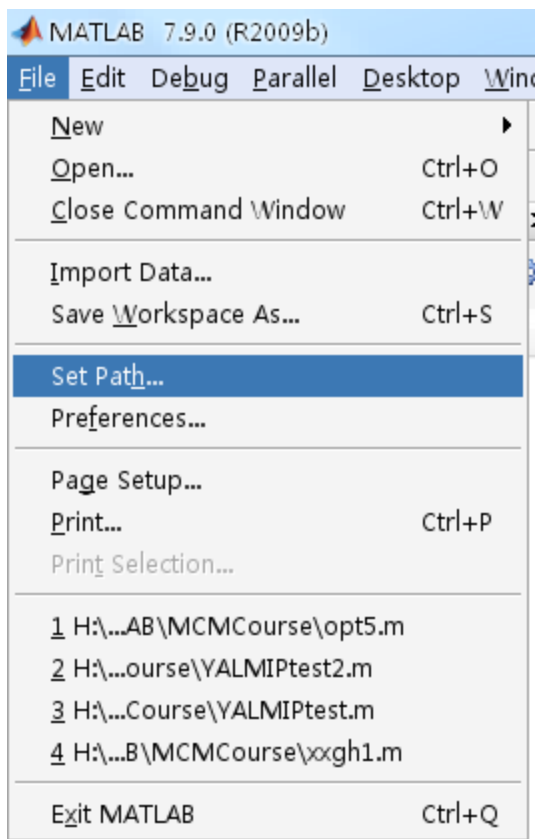 MATLAB 7.9.0 (R2009b)
File Edit Debug Parallel Desktop
New
Open... Ctrl+O
Close Command Window Ctrl+W
Import Data...
Save Workspace As... Ctrl+S
Set Path...
Preferences...
Page Setup...
Print... Ctrl+P
Print Selection...
1 H:\...AB\MCMCourse\opt5.m
2 H:\...ourse\YALMIPtest2.m
3 H:\...Course\YALMIPtest.m
4 H:\...B\MCMCourse\xxgh1.m
Exit MATLAB Ctrl+Q